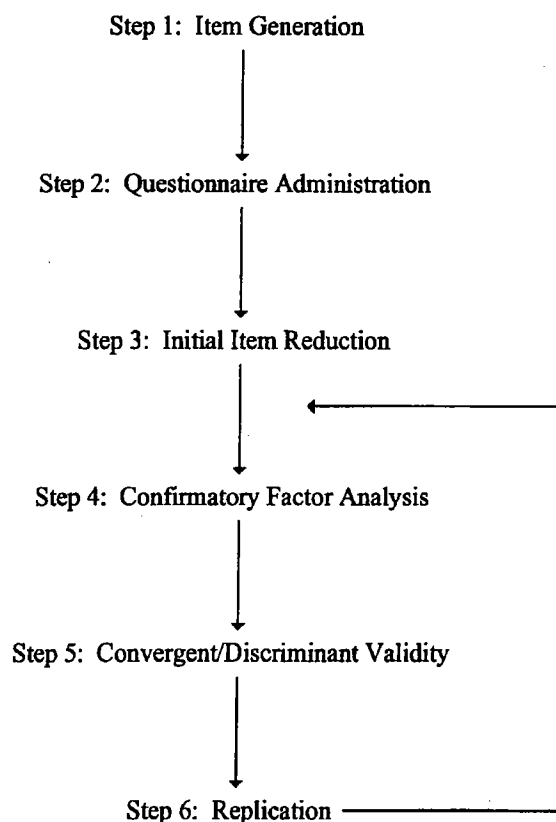 Step 1: Item Generation
Step 2: Questionnaire Administration
Step 3: Initial Item Reduction
Step 4: Confirmatory Factor Analysis
Step 5: Convergent/Discriminant Validity
Step 6: Replication